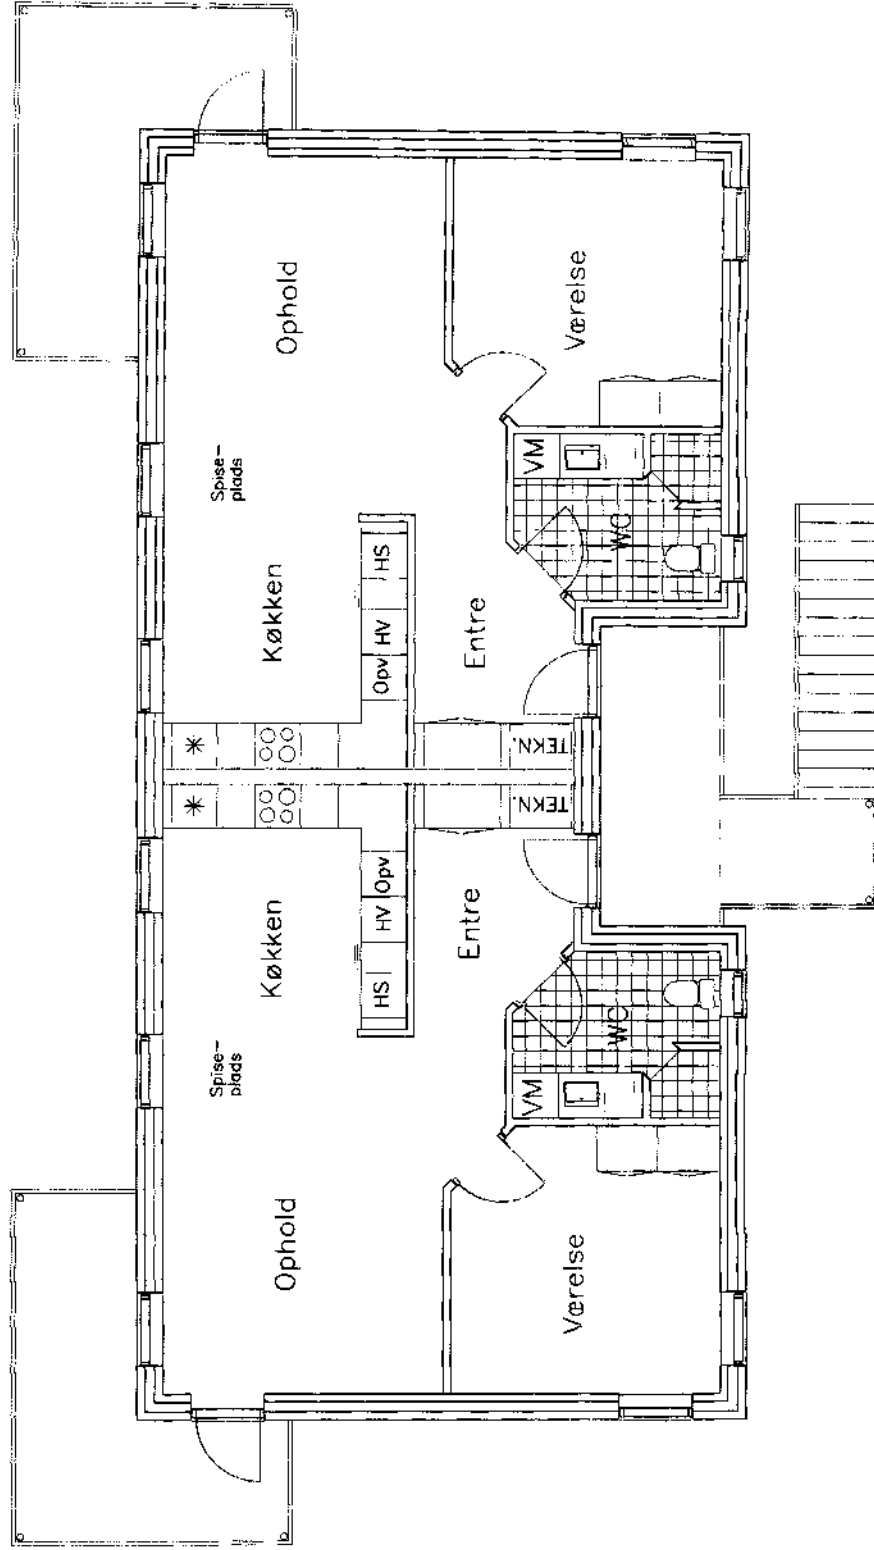 Spise-
plads
Spise-
plads
Ophold
Køkken
Køkken
Ophold
HS
HV
Opv
Opv
HV
HS
Entre
Entre
VM
TEKN.
TEKN.
VM
Værelse
WC
WC
Værelse